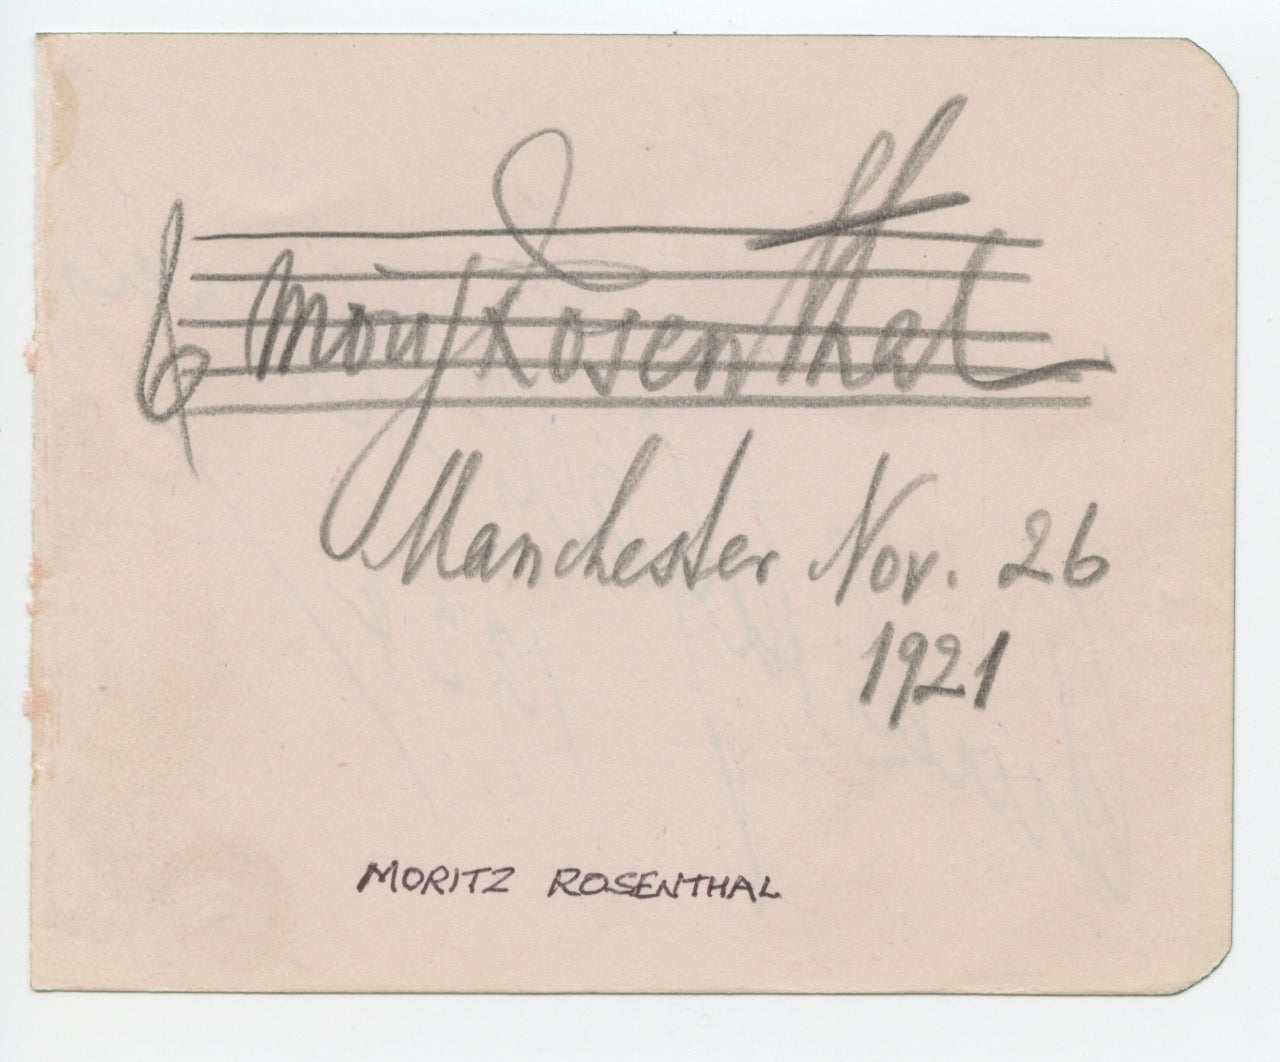 Moriz Rosenthal
Manchester Nov. 26
1921
MORITZ ROSENTHAL